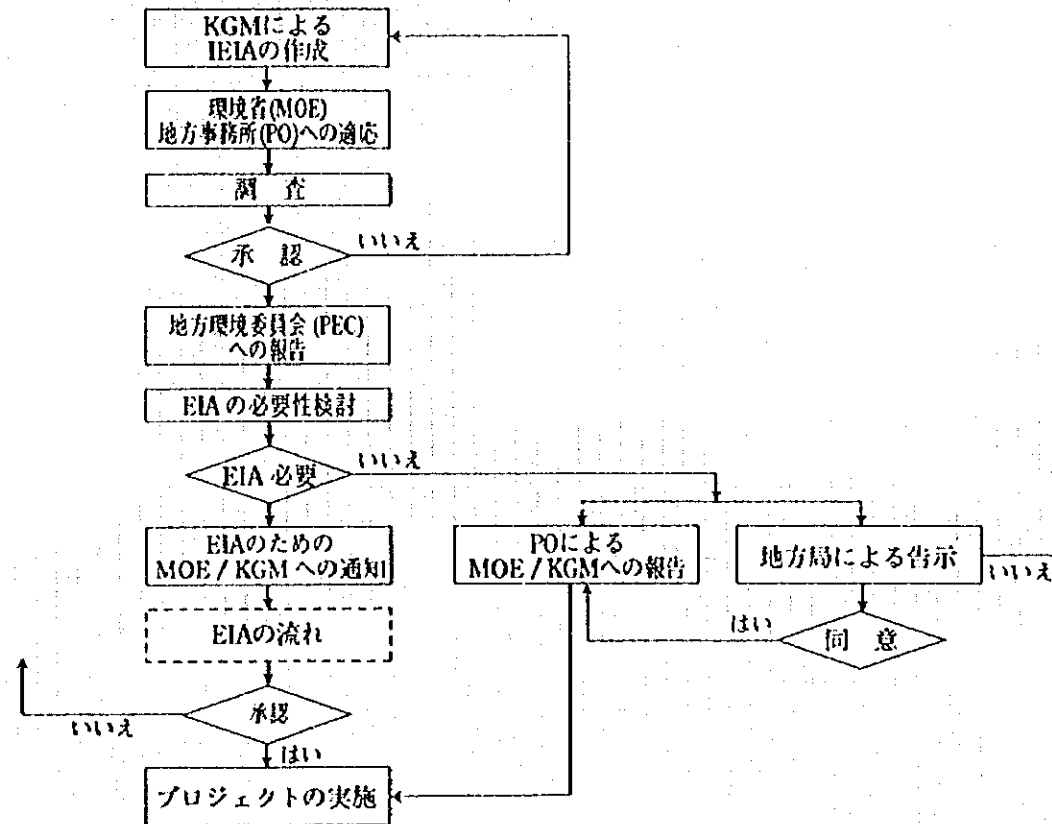 KGMによる
IEIAの作成
環境省(MOE)
地方事務所(PO)への適応
調 査
承 認
いいえ
地方環境委員会(PEC)
への報告
EIAの必要性検討
EIA 必要
いいえ
EIAのための
MOE / KGMへの通知
POによる
MOE / KGMへの報告
地方局による告示
いいえ
EIAの流れ
はい
同 意
承認
いいえ
はい
プロジェクトの実施